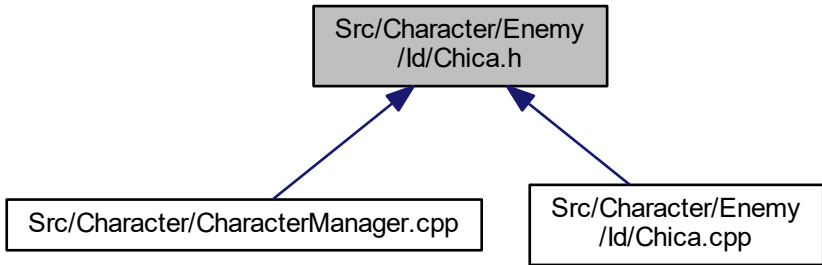 Src/Character/Enemy
/Id/Chica.h
Src/Character/CharacterManager.cpp
Src/Character/Enemy
/Id/Chica.cpp